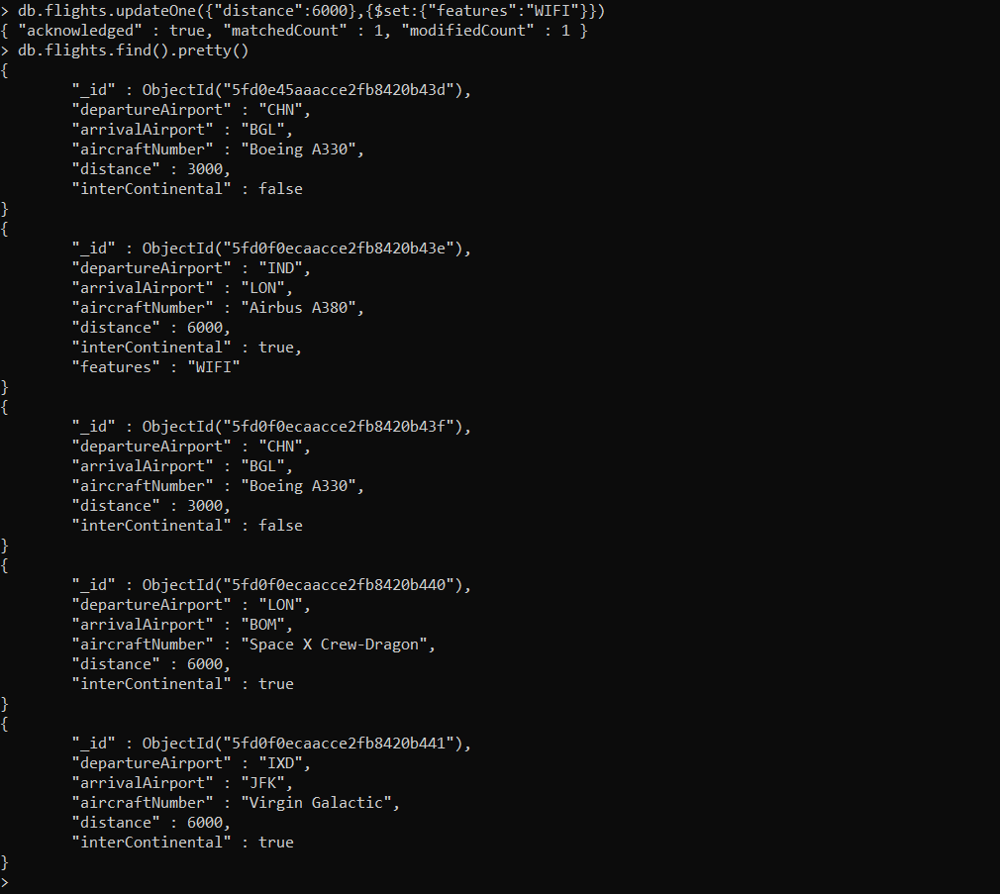 > db.flights.updateOne({"distance":6000},{$set:{"features":"WIFI"}})
{ "acknowledged" : true, "matchedCount" : 1, "modifiedCount" : 1 }
> db.flights.find().pretty()
{
        "_id" : ObjectId("5fd0e45aaacce2fb8420b43d"),
        "departureAirport" : "CHN",
        "arrivalAirport" : "BGL",
        "aircraftNumber" : "Boeing A330",
        "distance" : 3000,
        "interContinental" : false
}
{
        "_id" : ObjectId("5fd0f0ecaacce2fb8420b43e"),
        "departureAirport" : "IND",
        "arrivalAirport" : "LON",
        "aircraftNumber" : "Airbus A380",
        "distance" : 6000,
        "interContinental" : true,
        "features" : "WIFI"
}
{
        "_id" : ObjectId("5fd0f0ecaacce2fb8420b43f"),
        "departureAirport" : "CHN",
        "arrivalAirport" : "BGL",
        "aircraftNumber" : "Boeing A330",
        "distance" : 3000,
        "interContinental" : false
}
{
        "_id" : ObjectId("5fd0f0ecaacce2fb8420b440"),
        "departureAirport" : "LON",
        "arrivalAirport" : "BOM",
        "aircraftNumber" : "Space X Crew-Dragon",
        "distance" : 6000,
        "interContinental" : true
}
{
        "_id" : ObjectId("5fd0f0ecaacce2fb8420b441"),
        "departureAirport" : "IXD",
        "arrivalAirport" : "JFK",
        "aircraftNumber" : "Virgin Galactic",
        "distance" : 6000,
        "interContinental" : true
}
>